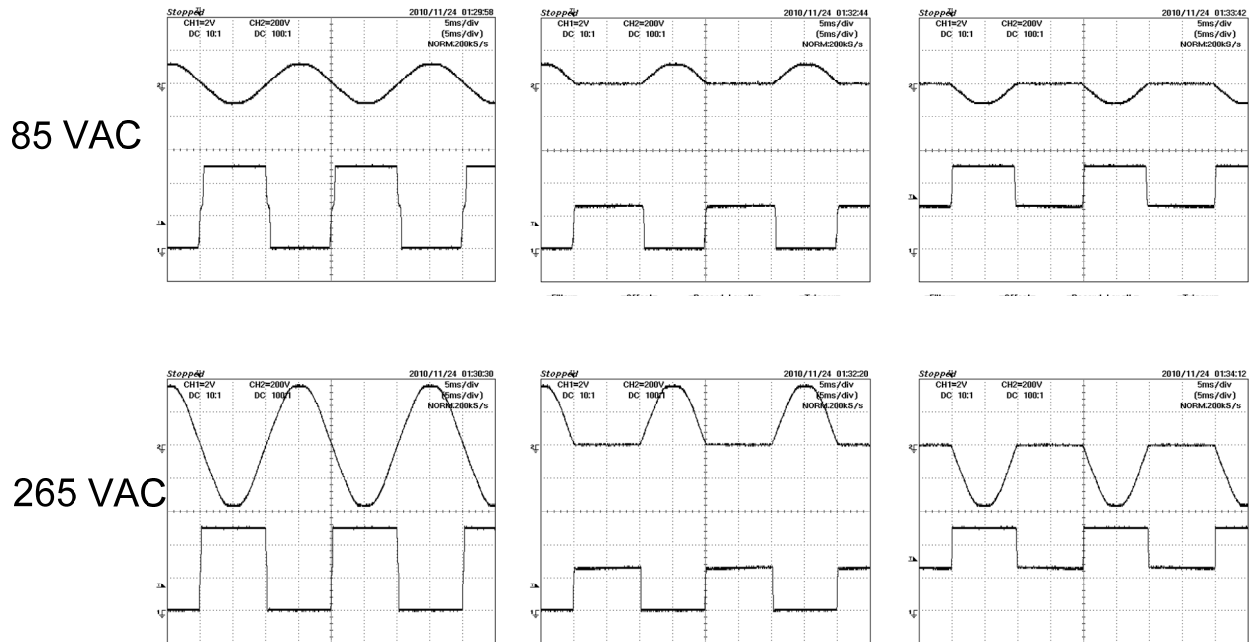 Stopped 2010/11/24 01:29:58
CH1=2V CH2=200V 5ms/div
DC 10:1 DC 100:1 (5ms/div)
NORM:200kS/s
Stopped 2010/11/24 01:32:44
CH1=2V CH2=200V 5ms/div
DC 10:1 DC 100:1 (5ms/div)
NORM:200kS/s
Stopped 2010/11/24 01:33:42
CH1=2V CH2=200V 5ms/div
DC 10:1 DC 100:1 (5ms/div)
NORM:200kS/s
85 VAC
Stopped 2010/11/24 01:30:30
CH1=2V CH2=200V 5ms/div
DC 10:1 DC 100:1 (5ms/div)
NORM:200kS/s
Stopped 2010/11/24 01:32:20
CH1=2V CH2=200V 5ms/div
DC 10:1 DC 100:1 (5ms/div)
NORM:200kS/s
Stopped 2010/11/24 01:34:12
CH1=2V CH2=200V 5ms/div
DC 10:1 DC 100:1 (5ms/div)
NORM:200kS/s
265 VAC